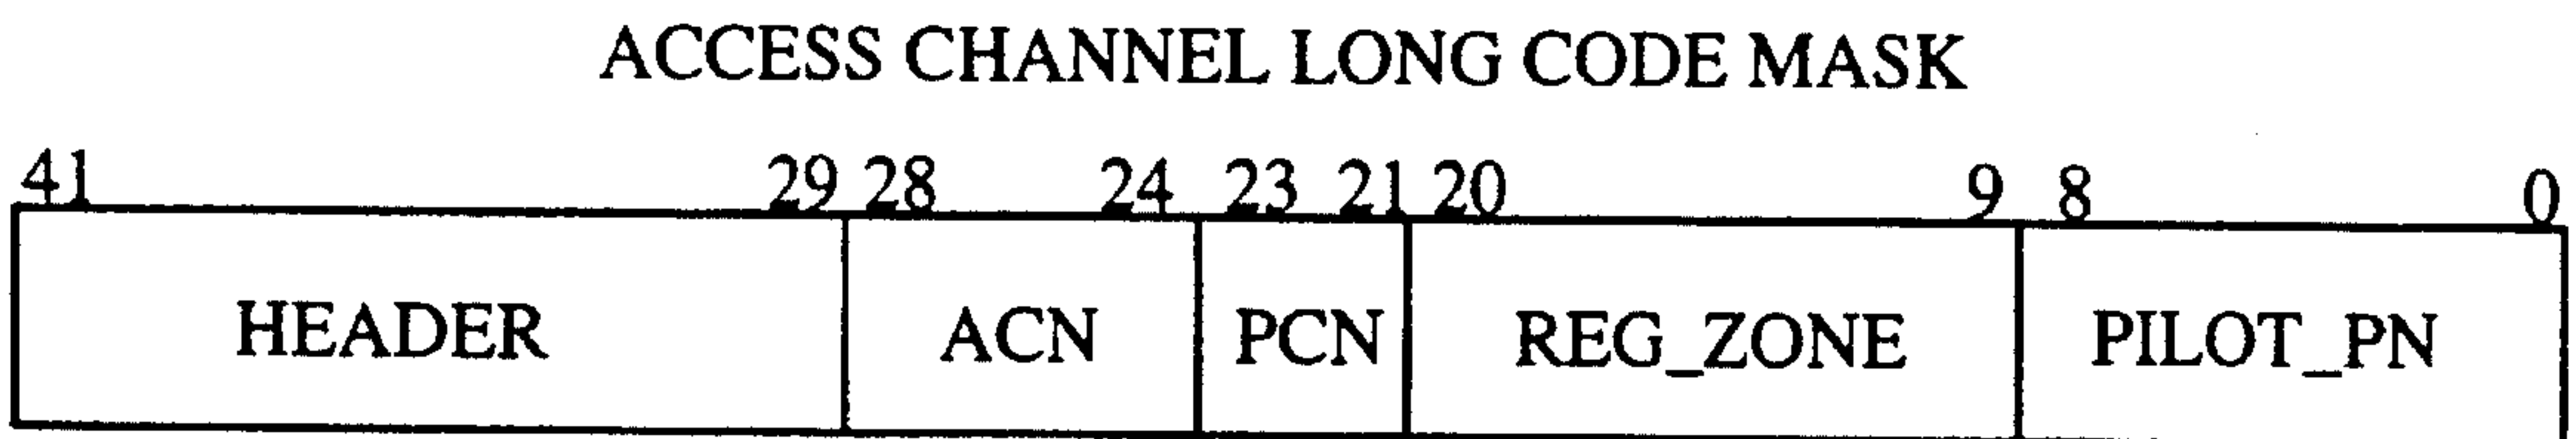 ACCESS CHANNEL LONG CODE MASK
41 29 28 24 23 21 20 9 8 0
HEADER ACN PCN REG_ZONE PILOT_PN